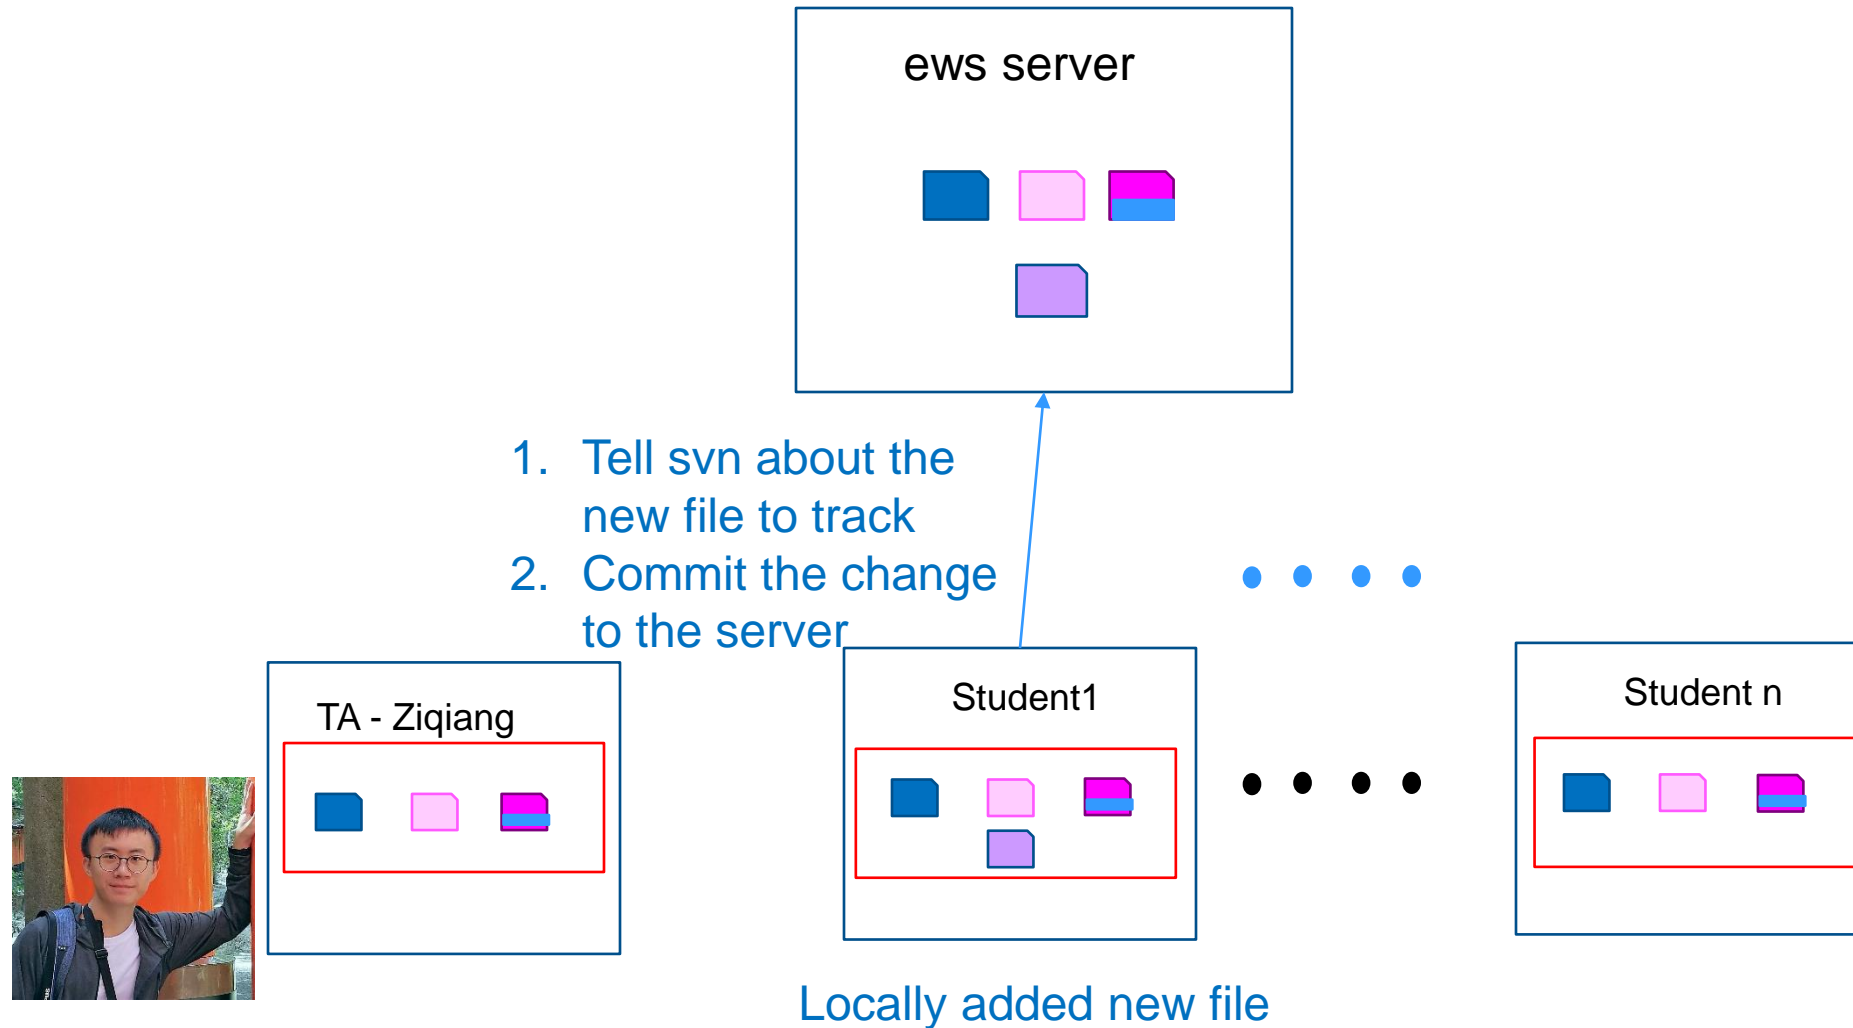 ews server
1. Tell svn about the
new file to track
2. Commit the change
to the server
TA - Ziqiang
Student1
Student n
Locally added new file